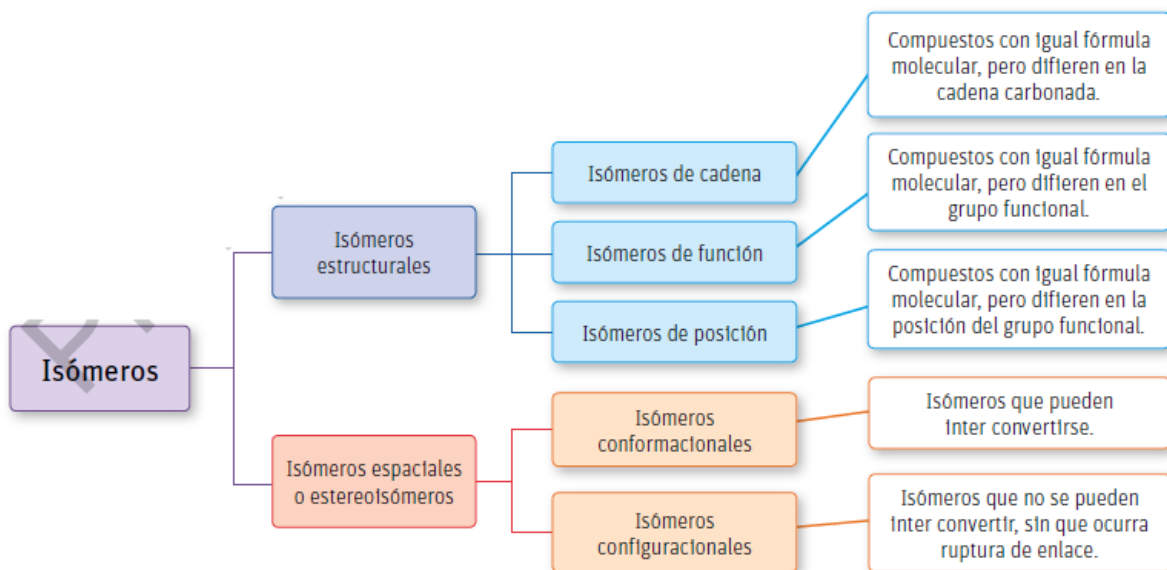 Isómeros
Isómeros
estructurales
Isómeros de cadena
Compuestos con igual fórmula
molecular, pero difieren en la
cadena carbonada.
Isómeros de función
Compuestos con igual fórmula
molecular, pero difieren en el
grupo funcional.
Isómeros de posición
Compuestos con igual fórmula
molecular, pero difieren en la
posición del grupo funcional.
Isómeros espaciales
o estereoisómeros
Isómeros
conformacionales
Isómeros que pueden
inter convertirse.
Isómeros
configuracionales
Isómeros que no se pueden
inter convertir, sin que ocurra
ruptura de enlace.